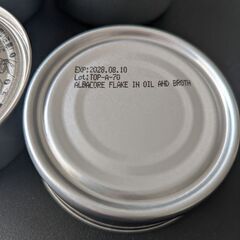 EXP:2028.08.10
Lot:TOP-A-70
ALBACORE FLAKE IN OIL AND BROTH